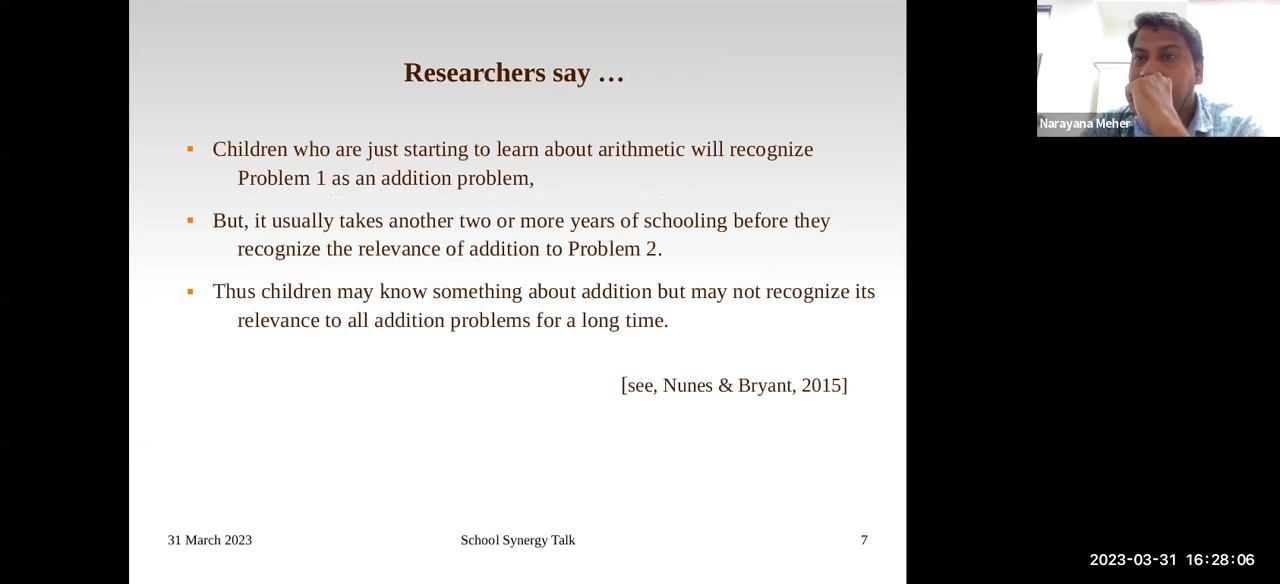 Researchers say …
▪ Children who are just starting to learn about arithmetic will recognize
Problem 1 as an addition problem,
▪ But, it usually takes another two or more years of schooling before they
recognize the relevance of addition to Problem 2.
▪ Thus children may know something about addition but may not recognize its
relevance to all addition problems for a long time.
[see, Nunes & Bryant, 2015]
31 March 2023
School Synergy Talk
7
Narayana Meher
2023-03-31 16:28:06